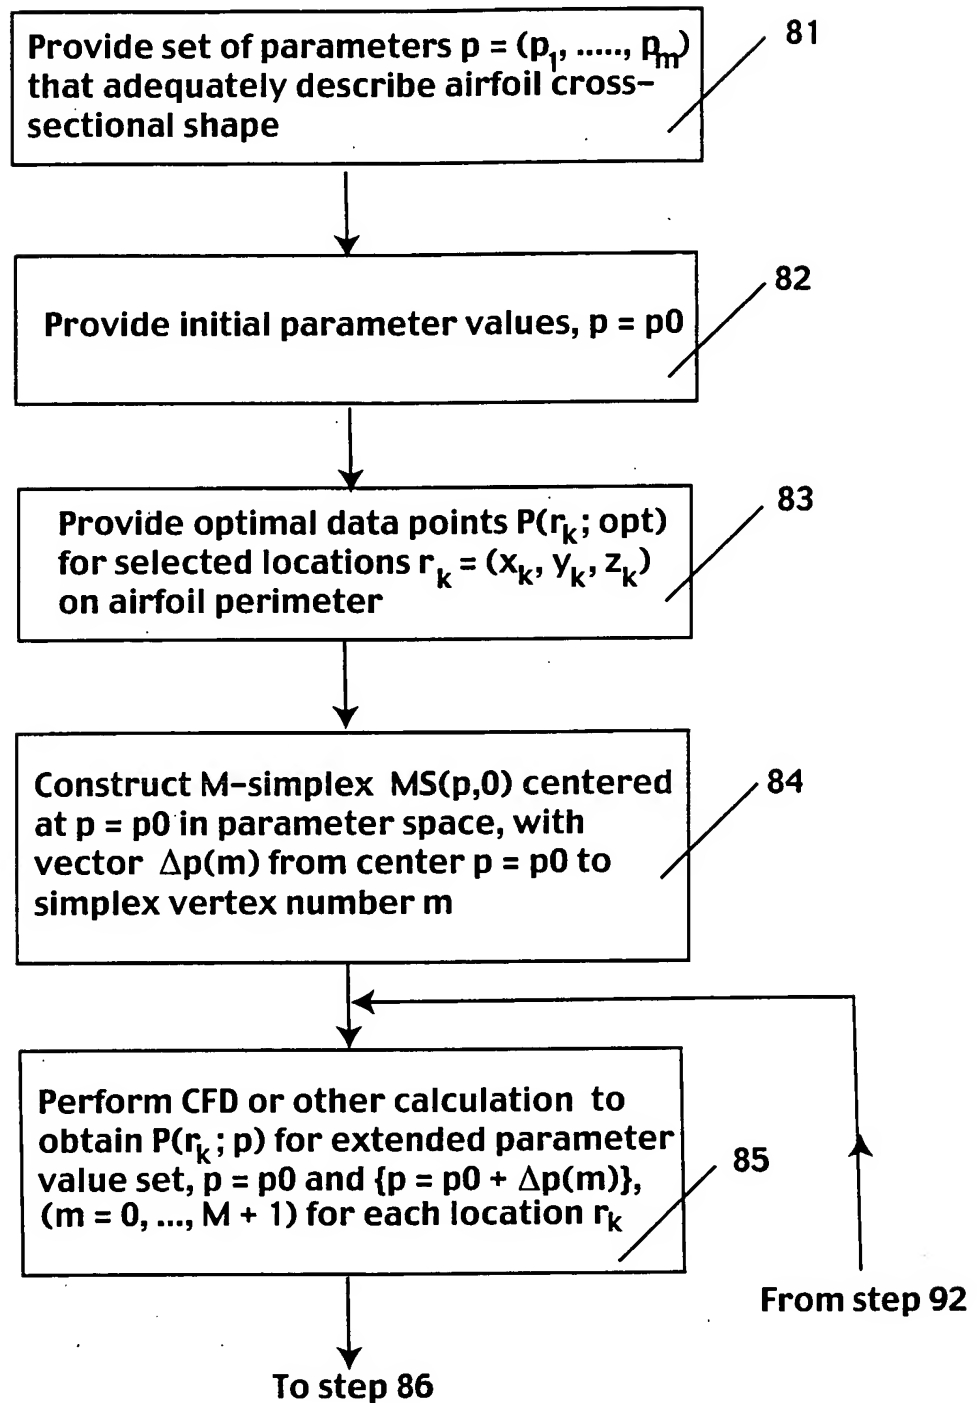 Provide set of parameters p = (p₁, ....., pₘ)
that adequately describe airfoil cross-
sectional shape
81
Provide initial parameter values, p = p0
82
Provide optimal data points P(rₖ; opt)
for selected locations rₖ = (xₖ, yₖ, zₖ)
on airfoil perimeter
83
Construct M-simplex MS(p,0) centered
at p = p0 in parameter space, with
vector Δp(m) from center p = p0 to
simplex vertex number m
84
Perform CFD or other calculation to
obtain P(rₖ; p) for extended parameter
value set, p = p0 and {p = p0 + Δp(m)},
(m = 0, ..., M + 1) for each location rₖ
85
From step 92
To step 86